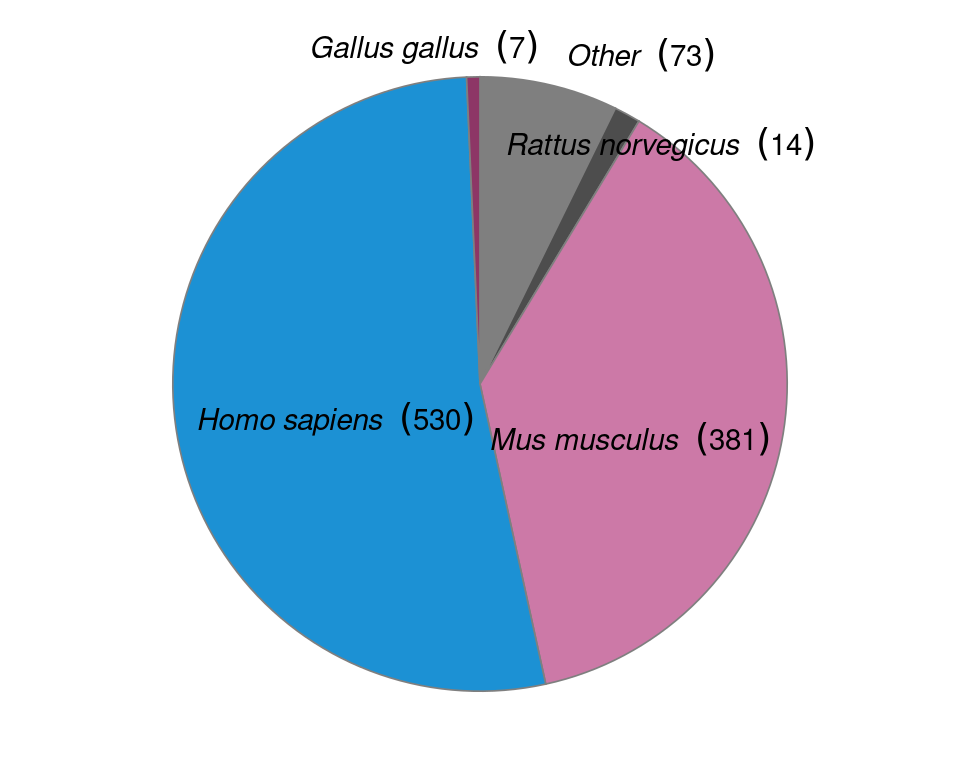 Gallus gallus (7)
Other (73)
Rattus norvegicus (14)
Homo sapiens (530)
Mus musculus (381)